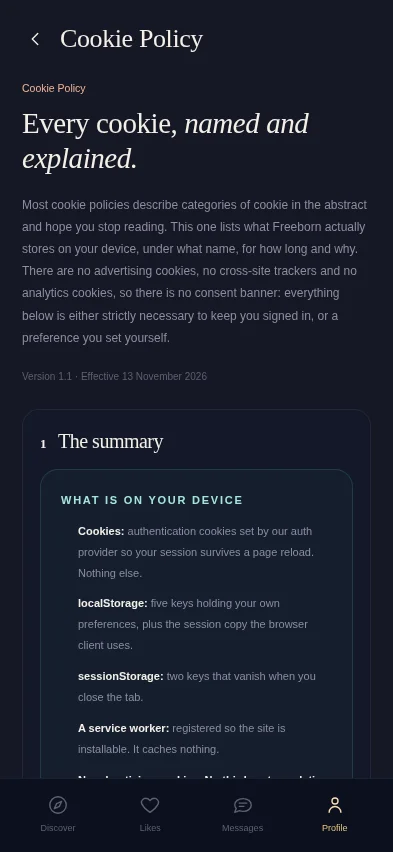 Cookie Policy
Cookie Policy
Every cookie, named and
explained.
Most cookie policies describe categories of cookie in the abstract
and hope you stop reading. This one lists what Freeborn actually
stores on your device, under what name, for how long and why.
There are no advertising cookies, no cross-site trackers and no
analytics cookies, so there is no consent banner: everything
below is either strictly necessary to keep you signed in, or a
preference you set yourself.
Version 1.1 · Effective 13 November 2026
1 The summary
WHAT IS ON YOUR DEVICE
Cookies: authentication cookies set by our auth
provider so your session survives a page reload.
Nothing else.
localStorage: five keys holding your own
preferences, plus the session copy the browser
client uses.
sessionStorage: two keys that vanish when you
close the tab.
A service worker: registered so the site is
installable. It caches nothing.
Discover
Likes
Messages
Profile